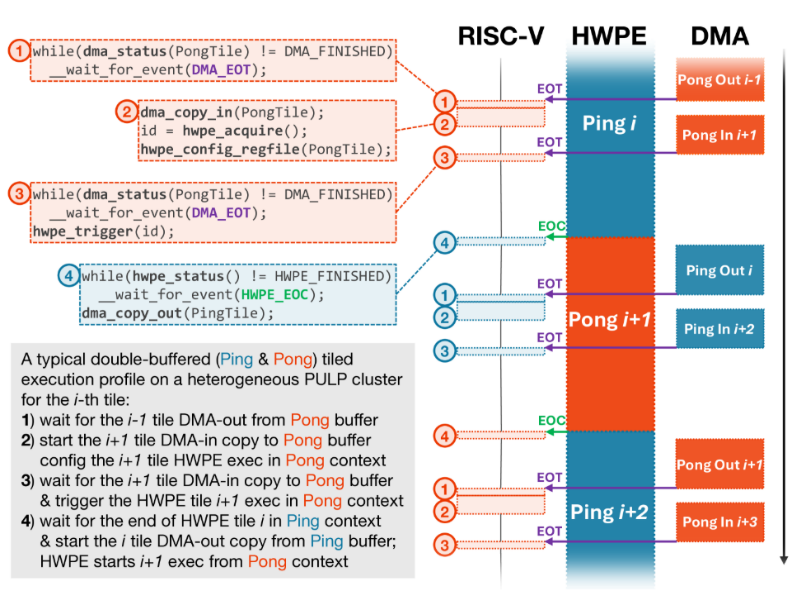 RISC-V HWPE DMA
1 while(dma_status(PongTile) != DMA_FINISHED)
__wait_for_event(DMA_EOT);
2 dma_copy_in(PongTile);
id = hwpe_acquire();
hwpe_config_regfile(PongTile);
3 while(dma_status(PongTile) != DMA_FINISHED)
__wait_for_event(DMA_EOT);
hwpe_trigger(id);
4 while(hwpe_status() != HWPE_FINISHED)
__wait_for_event(HWPE_EOC);
dma_copy_out(PingTile);
A typical double-buffered (Ping & Pong) tiled
execution profile on a heterogeneous PULP cluster
for the i-th tile:
1) wait for the i-1 tile DMA-out from Pong buffer
2) start the i+1 tile DMA-in copy to Pong buffer
config the i+1 tile HWPE exec in Pong context
3) wait for the i+1 tile DMA-in copy to Pong buffer
& trigger the HWPE tile i+1 exec in Pong context
4) wait for the end of HWPE tile i in Ping context
& start the i tile DMA-out copy from Ping buffer;
HWPE starts i+1 exec from Pong context
Pong Out i-1
EOT
1
2
Ping i
Pong In i+1
EOT
3
EOC
4
Ping Out i
EOT
1
2
Pong i+1
Ping In i+2
EOT
3
EOC
4
Pong Out i+1
EOT
1
2
Ping i+2
Pong In i+3
EOT
3